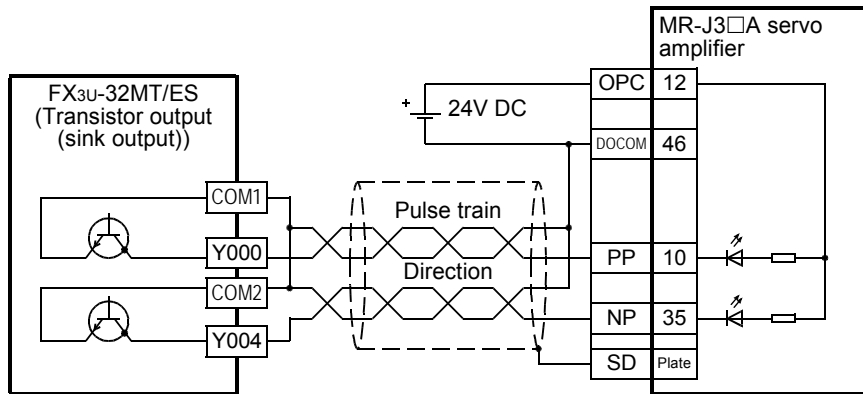 MR-J3□A servo
amplifier
FX3U-32MT/ES
(Transistor output
(sink output))
+
24V DC
OPC 12
DOCOM 46
COM1
Pulse train
Y000
PP 10
Direction
COM2
NP 35
Y004
SD Plate